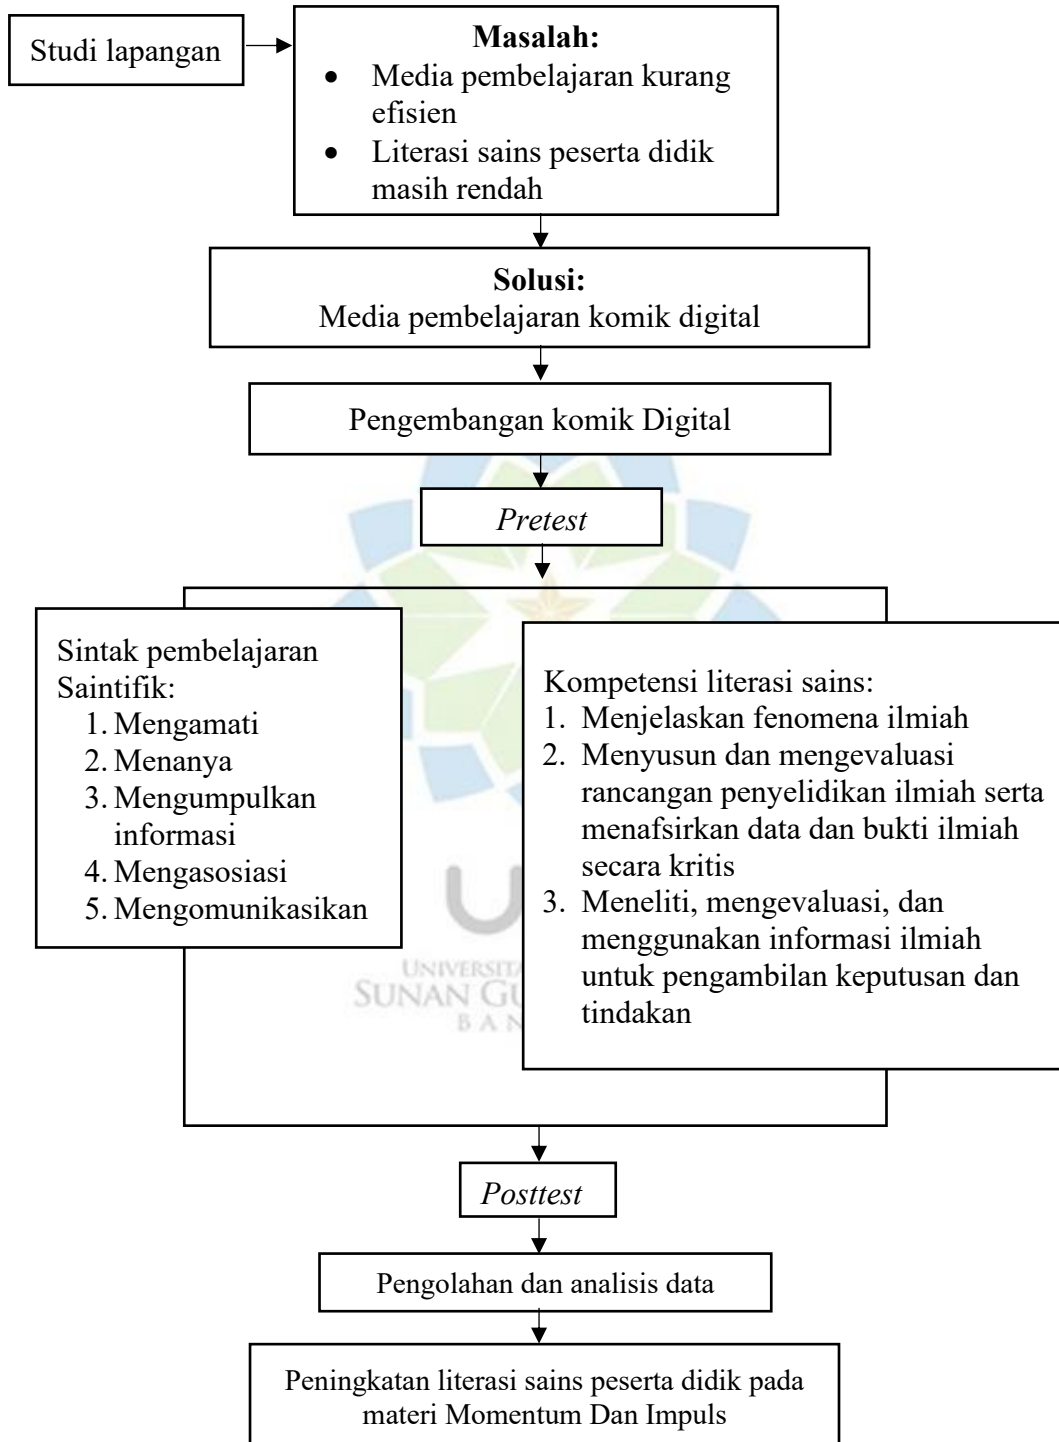 Studi lapangan
Masalah:
• Media pembelajaran kurang
efisien
• Literasi sains peserta didik
masih rendah
Solusi:
Media pembelajaran komik digital
Pengembangan komik Digital
Pretest
Sintak pembelajaran
Saintifik:
1. Mengamati
2. Menanya
3. Mengumpulkan
informasi
4. Mengasosiasi
5. Mengomunikasikan
Kompetensi literasi sains:
1. Menjelaskan fenomena ilmiah
2. Menyusun dan mengevaluasi
rancangan penyelidikan ilmiah serta
menafsirkan data dan bukti ilmiah
secara kritis
3. Meneliti, mengevaluasi, dan
menggunakan informasi ilmiah
untuk pengambilan keputusan dan
tindakan
SUNAN
Posttest
Pengolahan dan analisis data
Peningkatan literasi sains peserta didik pada
materi Momentum Dan Impuls